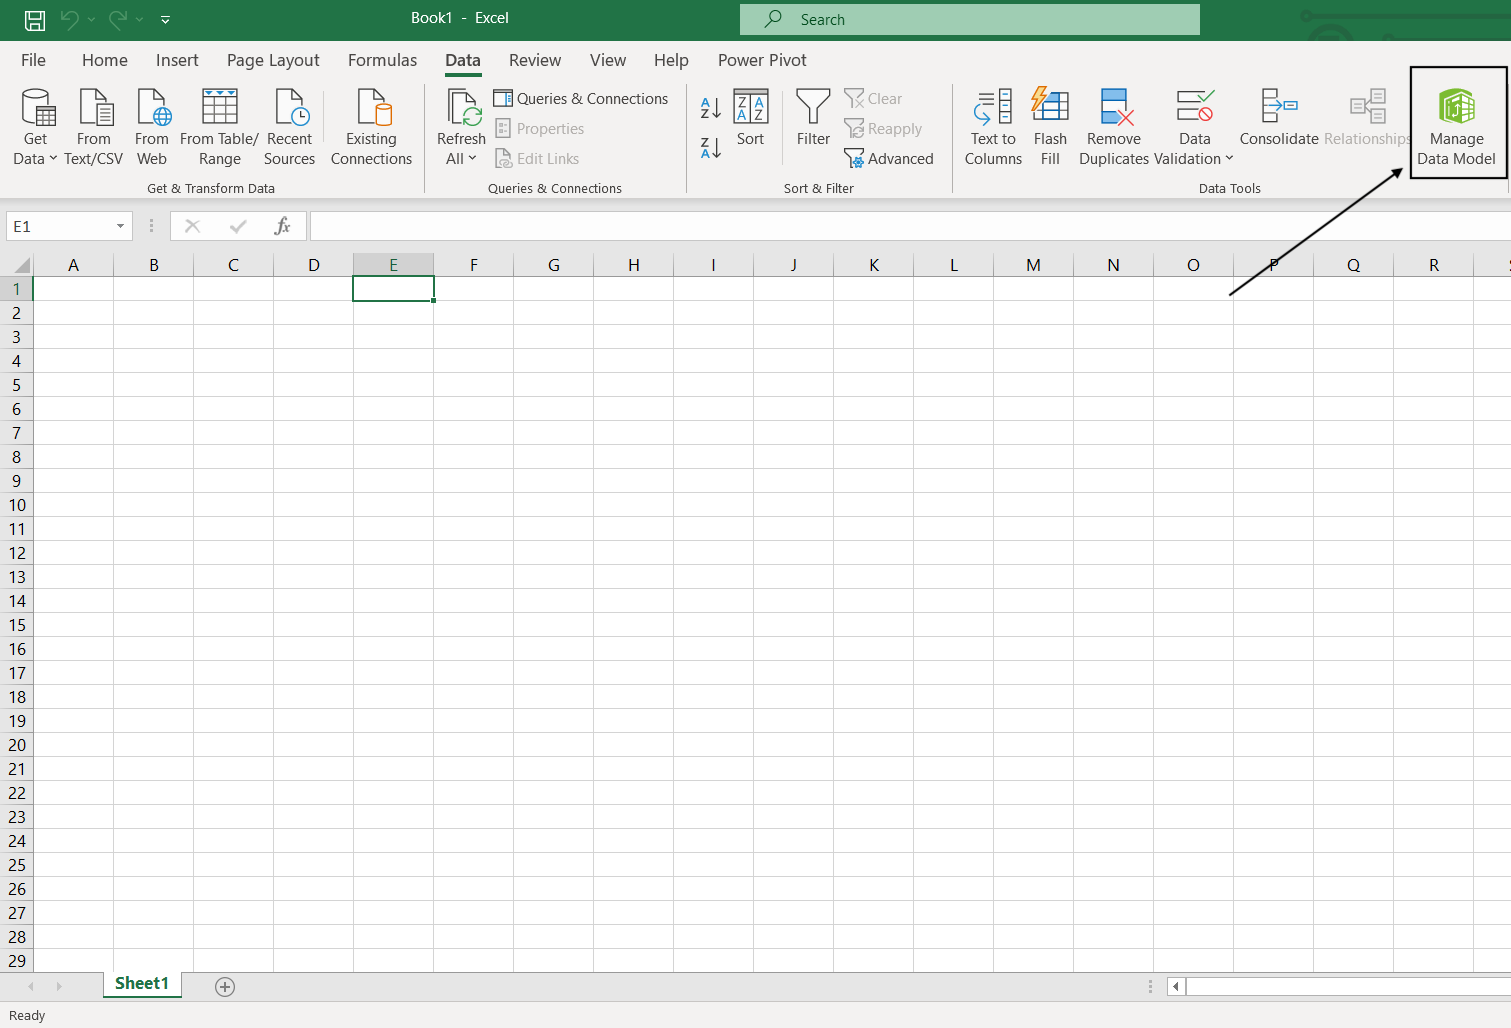 Book1 - Excel
Search
File Home Insert Page Layout Formulas Data Review View Help Power Pivot
Get Data
From Text/CSV
From Web
From Table/ Range
Recent Sources
Existing Connections
Get & Transform Data
Refresh All
Queries & Connections
Properties
Edit Links
Queries & Connections
A Z
Z A
Z A A Z
Sort
Filter
Clear
Reapply
Advanced
Sort & Filter
Text to Columns
Flash Fill
Remove Duplicates
Data Validation
Consolidate
Relationships
Data Tools
Manage Data Model
E1
fx
A B C D E F G H I J K L M N O P Q R
1
2
3
4
5
6
7
8
9
10
11
12
13
14
15
16
17
18
19
20
21
22
23
24
25
26
27
28
29
Sheet1
Ready